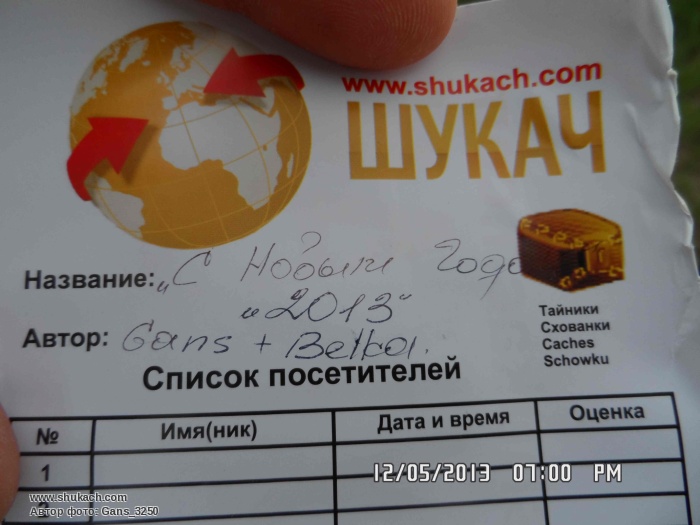 www.shukach.com
ШУКАЧ
Название: „С Новым Годо
„2013“
Автор: Gans + Belka.
Тайники
Схованки
Caches
Schowku
Список посетителей
№ Имя(ник) Дата и время Оценка
1
12/05/2013 07:00 PM
www.shukach.com
Автор фото: Gans_3250